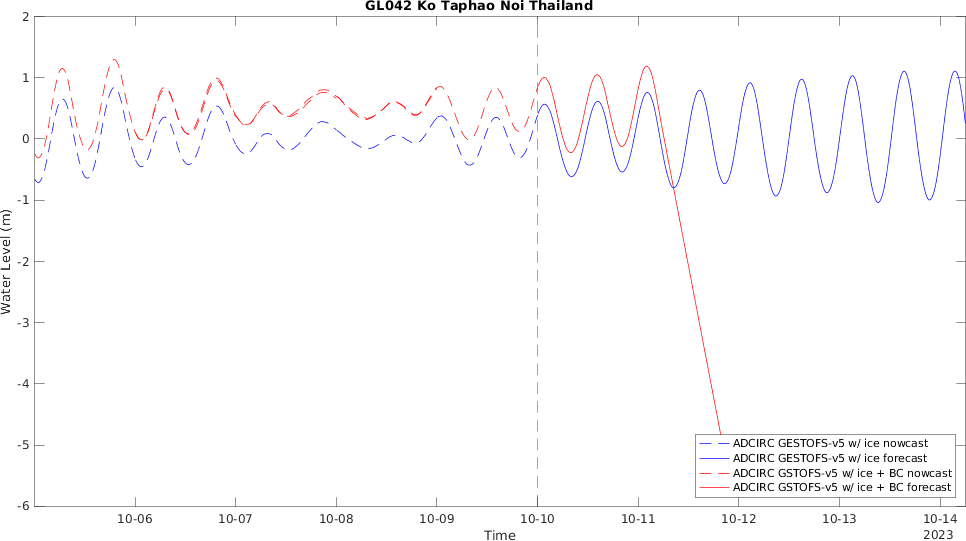 GL042 Ko Taphao Noi Thailand
2
1
0
-1
-2
-3
-4
-5
-6
Water Level (m)
10-06
10-07
10-08
10-09
10-10
10-11
10-12
10-13
10-14
2023
Time
ADCIRC GESTOFS-v5 w/ ice nowcast
ADCIRC GESTOFS-v5 w/ ice forecast
ADCIRC GSTOFS-v5 w/ ice + BC nowcast
ADCIRC GSTOFS-v5 w/ ice + BC forecast